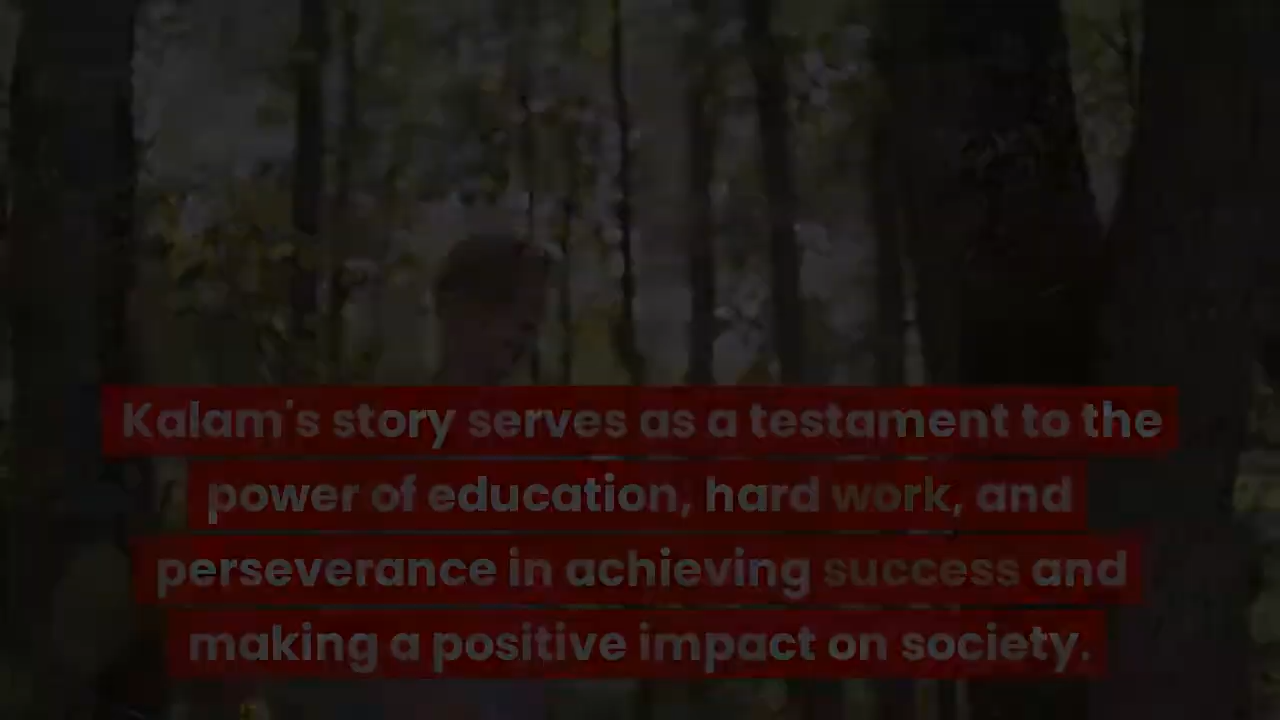 Kalam's story serves as a testament to the
power of education, hard work, and
perseverance in achieving success and
making a positive impact on society.